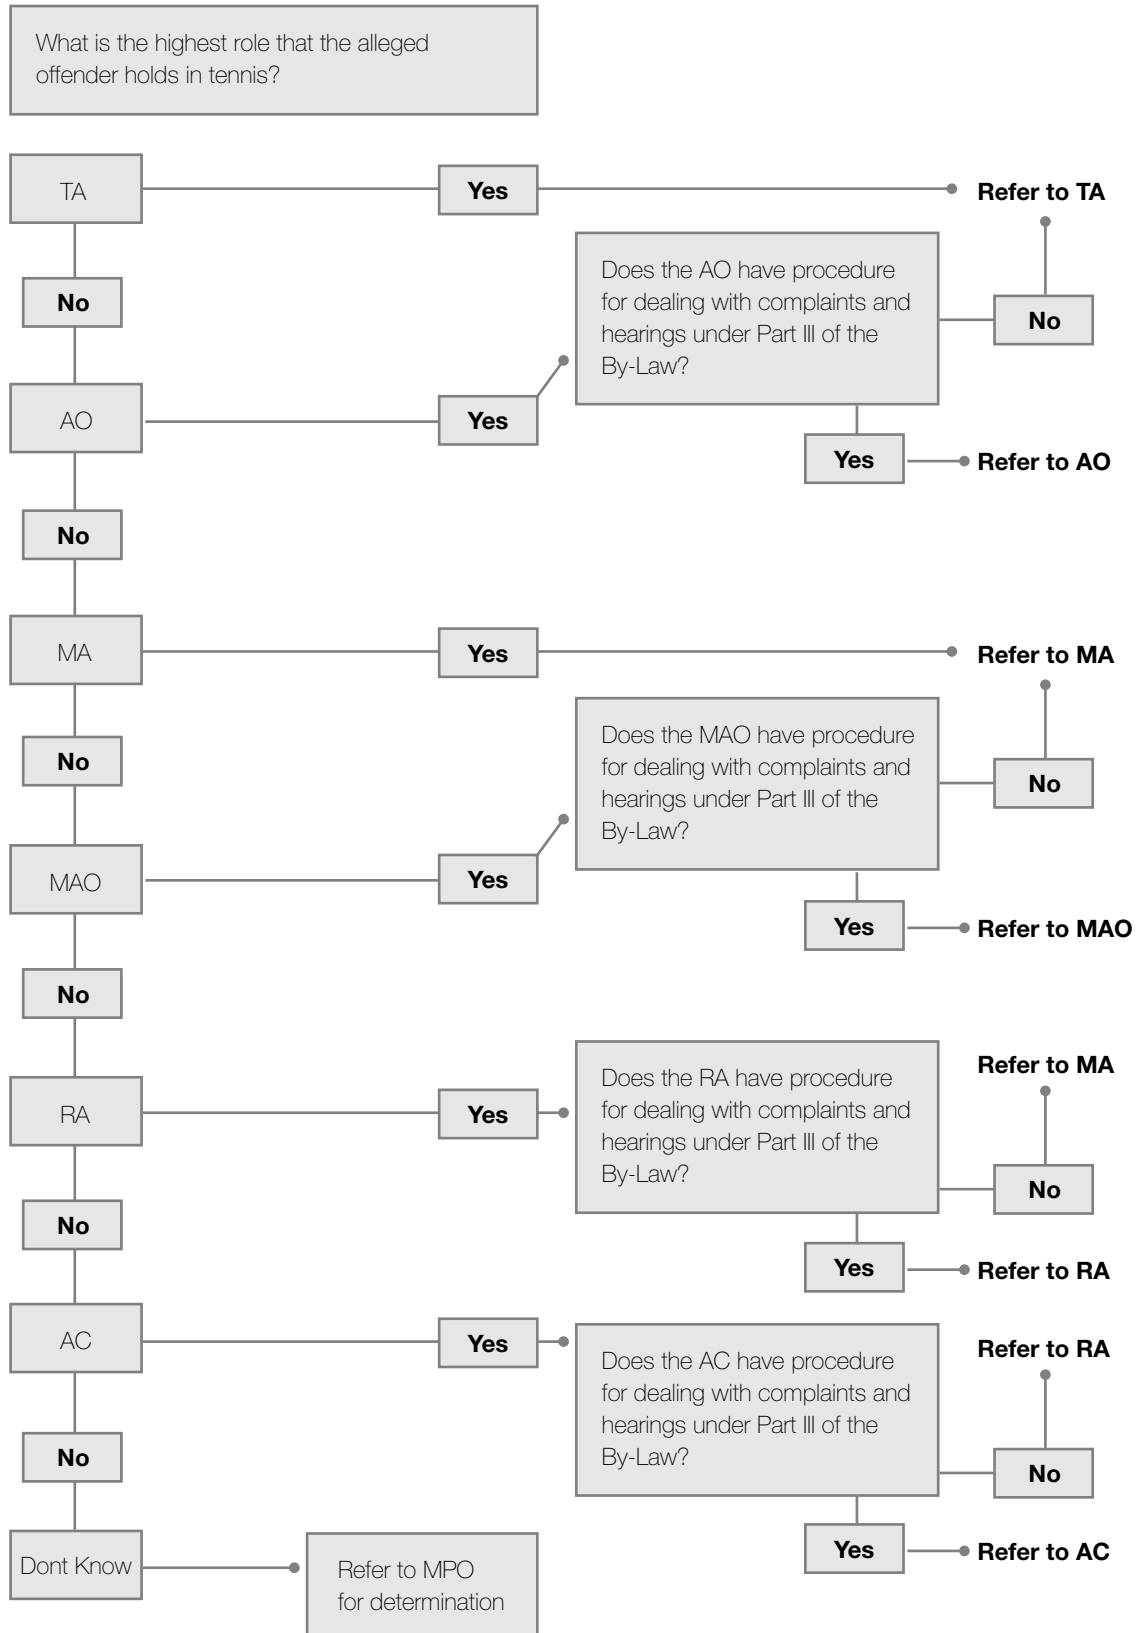 What is the highest role that the alleged
offender holds in tennis?
TA
Yes
Refer to TA
No
Does the AO have procedure
for dealing with complaints and
hearings under Part III of the
By-Law?
No
AO
Yes
Yes
Refer to AO
No
MA
Yes
Refer to MA
No
Does the MAO have procedure
for dealing with complaints and
hearings under Part III of the
By-Law?
No
MAO
Yes
Yes
Refer to MAO
No
RA
Yes
Does the RA have procedure
for dealing with complaints and
hearings under Part III of the
By-Law?
Refer to MA
No
Yes
Refer to RA
No
AC
Yes
Does the AC have procedure
for dealing with complaints and
hearings under Part III of the
By-Law?
Refer to RA
No
Yes
Refer to AC
No
Dont Know
Refer to MPO
for determination